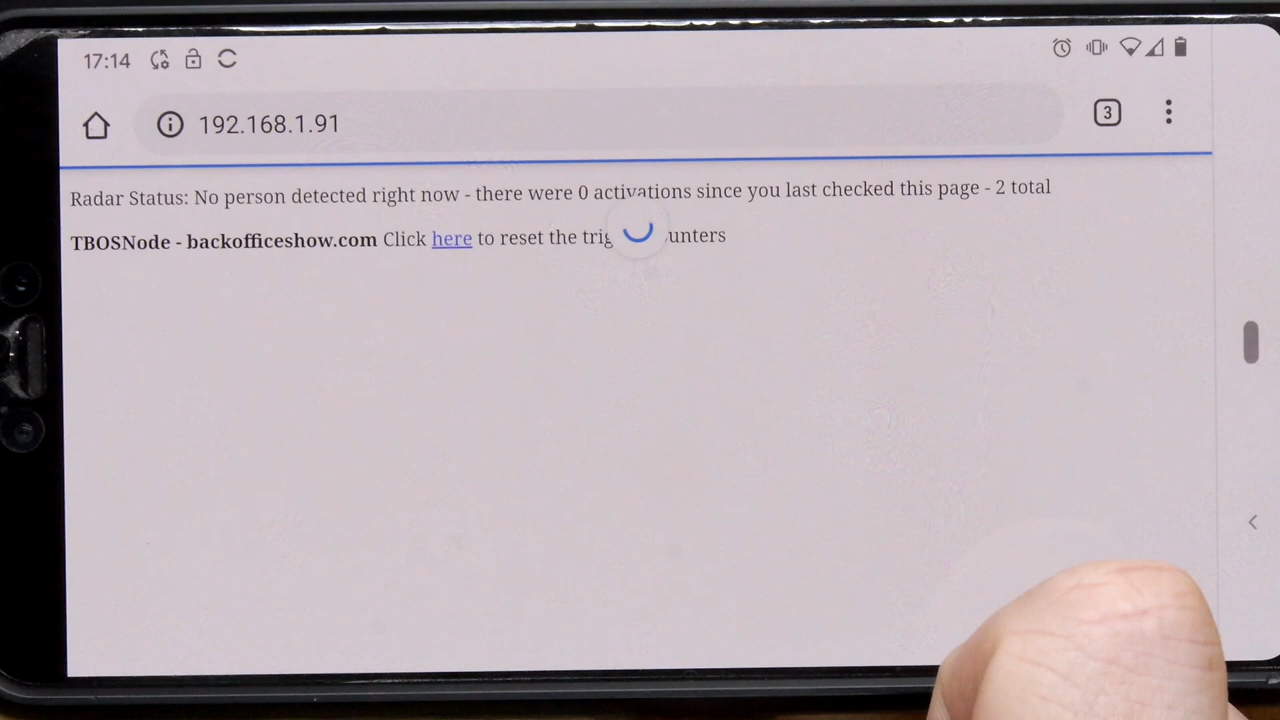 17:14
192.168.1.91
3
Radar Status: No person detected right now - there were 0 activations since you last checked this page - 2 total
TBOSNode - backofficeshow.com Click here to reset the trig unters